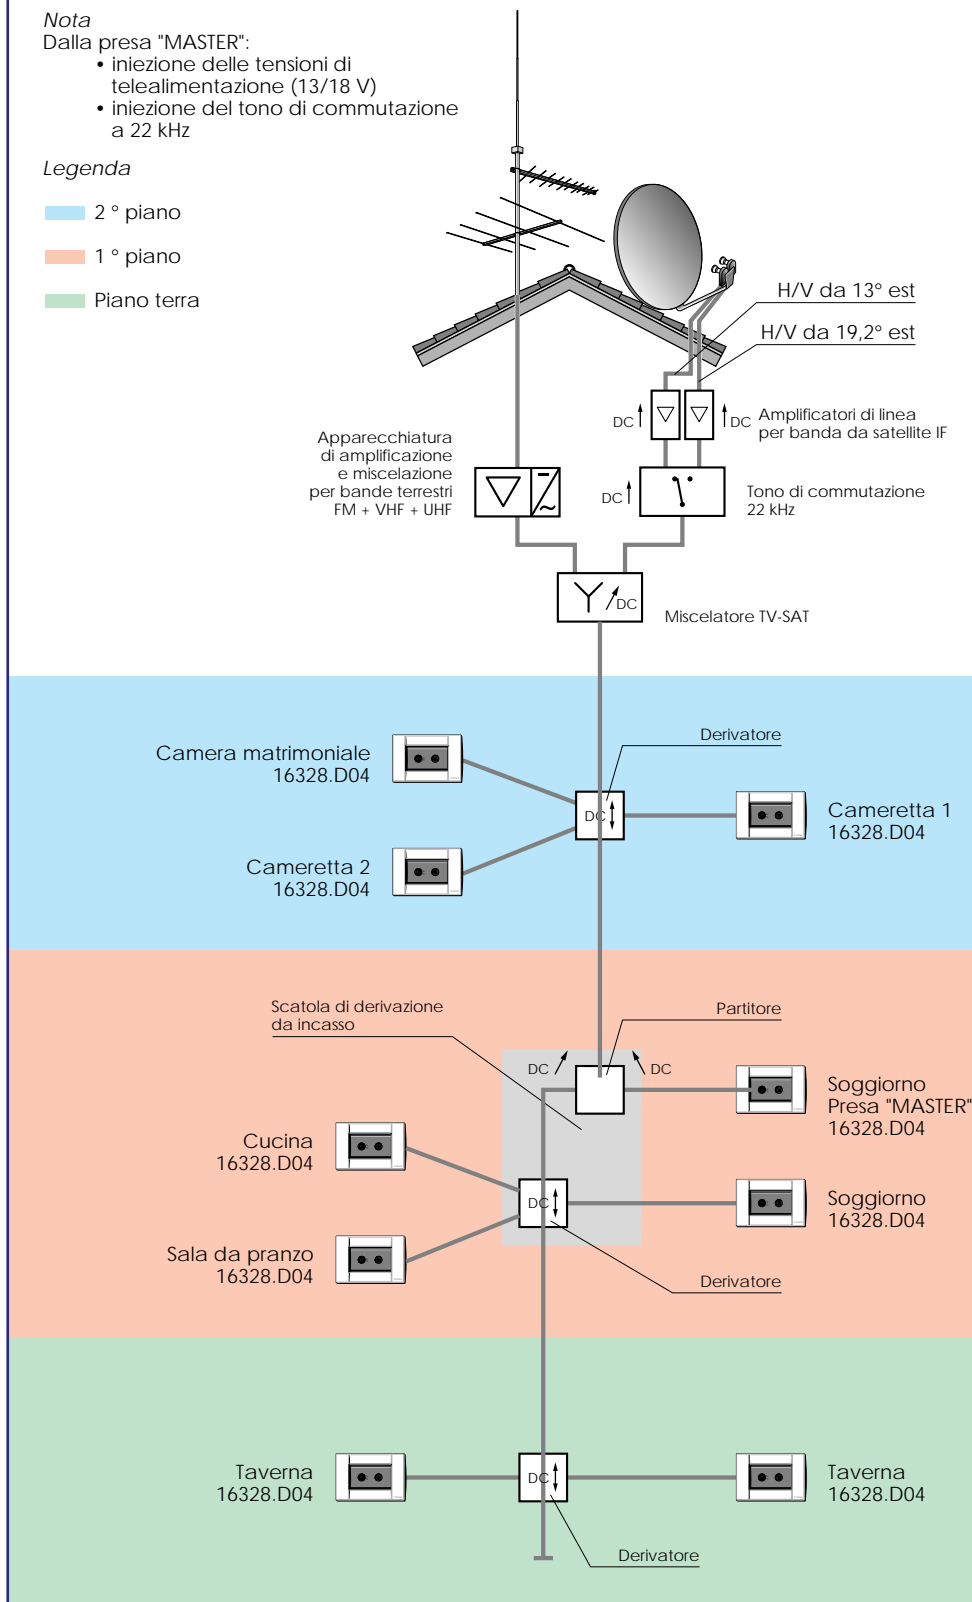 Nota
Dalla presa "MASTER":
• iniezione delle tensioni di
telealimentazione (13/18 V)
• iniezione del tono di commutazione
a 22 kHz
Legenda
2 ° piano
1 ° piano
Piano terra
H/V da 13° est
H/V da 19,2° est
DC
DC
Amplificatori di linea
per banda da satellite IF
Apparecchiatura
di amplificazione
e miscelazione
per bande terrestri
FM + VHF + UHF
DC
Tono di commutazione
22 kHz
DC
Miscelatore TV-SAT
Derivatore
Camera matrimoniale
16328.D04
DC
Cameretta 1
16328.D04
Cameretta 2
16328.D04
Scatola di derivazione
da incasso
Partitore
DC
DC
Soggiorno
Presa "MASTER"
16328.D04
Cucina
16328.D04
DC
Soggiorno
16328.D04
Sala da pranzo
16328.D04
Derivatore
Taverna
16328.D04
DC
Taverna
16328.D04
Derivatore